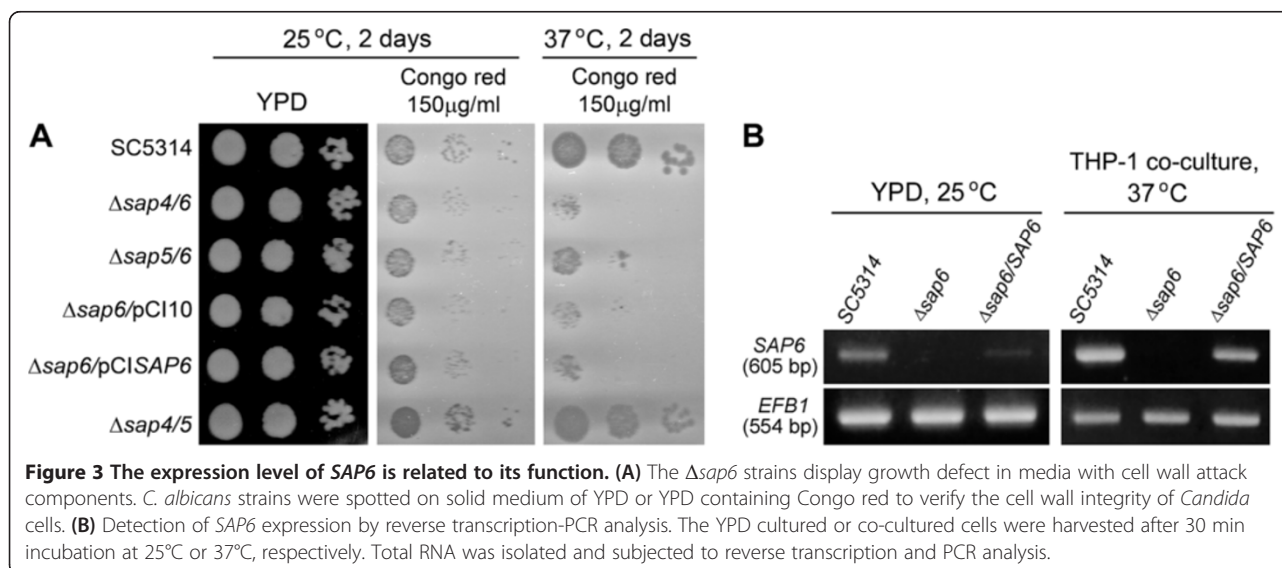 25 °C, 2 days
37 °C, 2 days
YPD
Congo red
150µg/ml
Congo red
150µg/ml
A
SC5314
Δsap4/6
Δsap5/6
Δsap6/pCI10
Δsap6/pCISAP6
Δsap4/5
B
YPD, 25 °C
THP-1 co-culture,
37 °C
SC5314
Δsap6
Δsap6/SAP6
SC5314
Δsap6
Δsap6/SAP6
SAP6
(605 bp)
EFB1
(554 bp)
Figure 3 The expression level of SAP6 is related to its function. (A) The Δsap6 strains display growth defect in media with cell wall attack
components. C. albicans strains were spotted on solid medium of YPD or YPD containing Congo red to verify the cell wall integrity of Candida
cells. (B) Detection of SAP6 expression by reverse transcription-PCR analysis. The YPD cultured or co-cultured cells were harvested after 30 min
incubation at 25°C or 37°C, respectively. Total RNA was isolated and subjected to reverse transcription and PCR analysis.